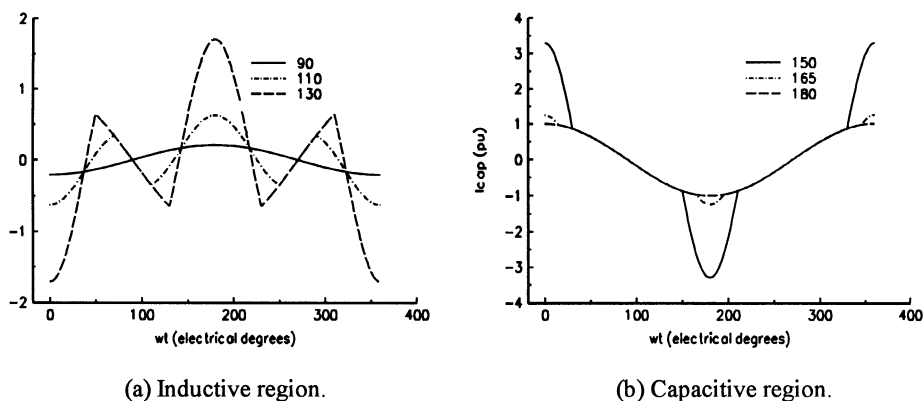 2
1
0
−1
−2
0 100 200 300 400
wt (electrical degrees)
90
110
130
(a) Inductive region.
Icap (pu)
4
3
2
1
0
−1
−2
−3
−4
0 100 200 300 400
wt (electrical degrees)
150
165
180
(b) Capacitive region.